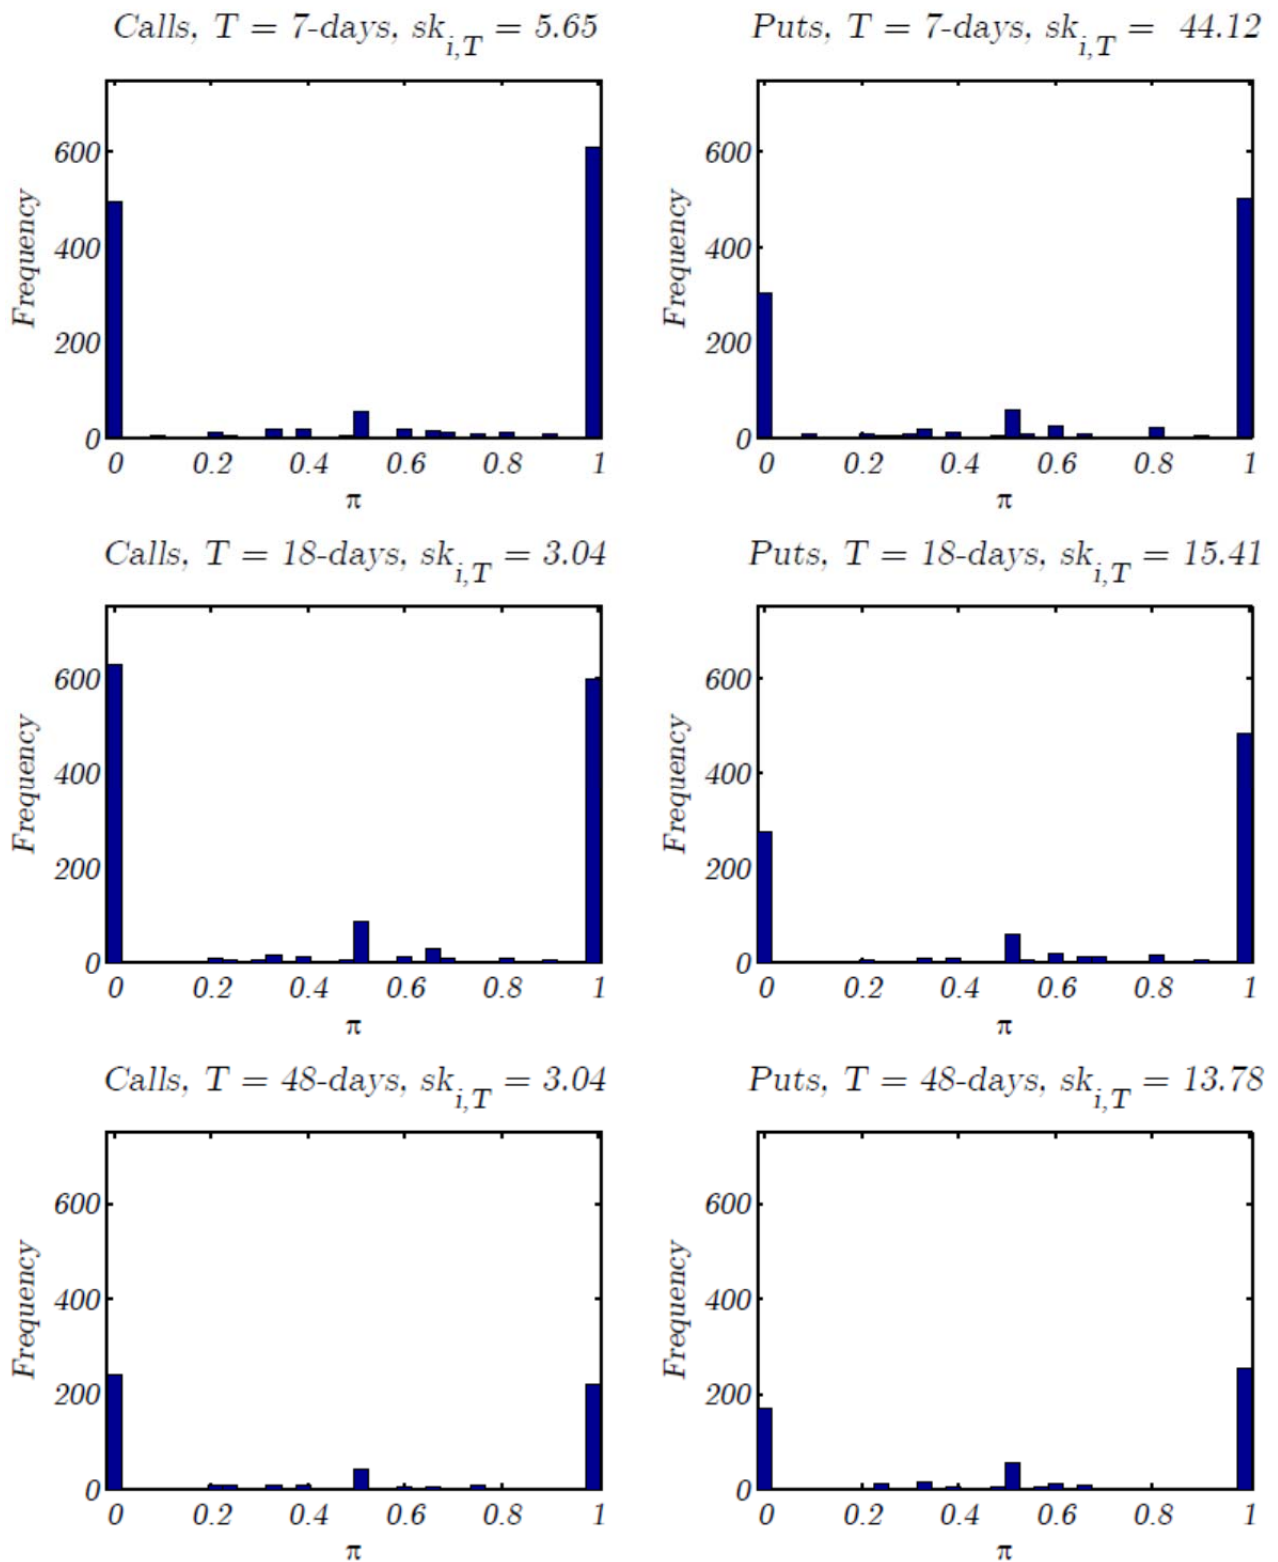 Calls, T = 7-days, sk i,T = 5.65
Frequency
600
400
200
0
0 0.2 0.4 0.6 0.8 1
π
Puts, T = 7-days, sk i,T = 44.12
Frequency
600
400
200
0
0 0.2 0.4 0.6 0.8 1
π
Calls, T = 18-days, sk i,T = 3.04
Frequency
600
400
200
0
0 0.2 0.4 0.6 0.8 1
π
Puts, T = 18-days, sk i,T = 15.41
Frequency
600
400
200
0
0 0.2 0.4 0.6 0.8 1
π
Calls, T = 48-days, sk i,T = 3.04
Frequency
600
400
200
0
0 0.2 0.4 0.6 0.8 1
π
Puts, T = 48-days, sk i,T = 13.78
Frequency
600
400
200
0
0 0.2 0.4 0.6 0.8 1
π